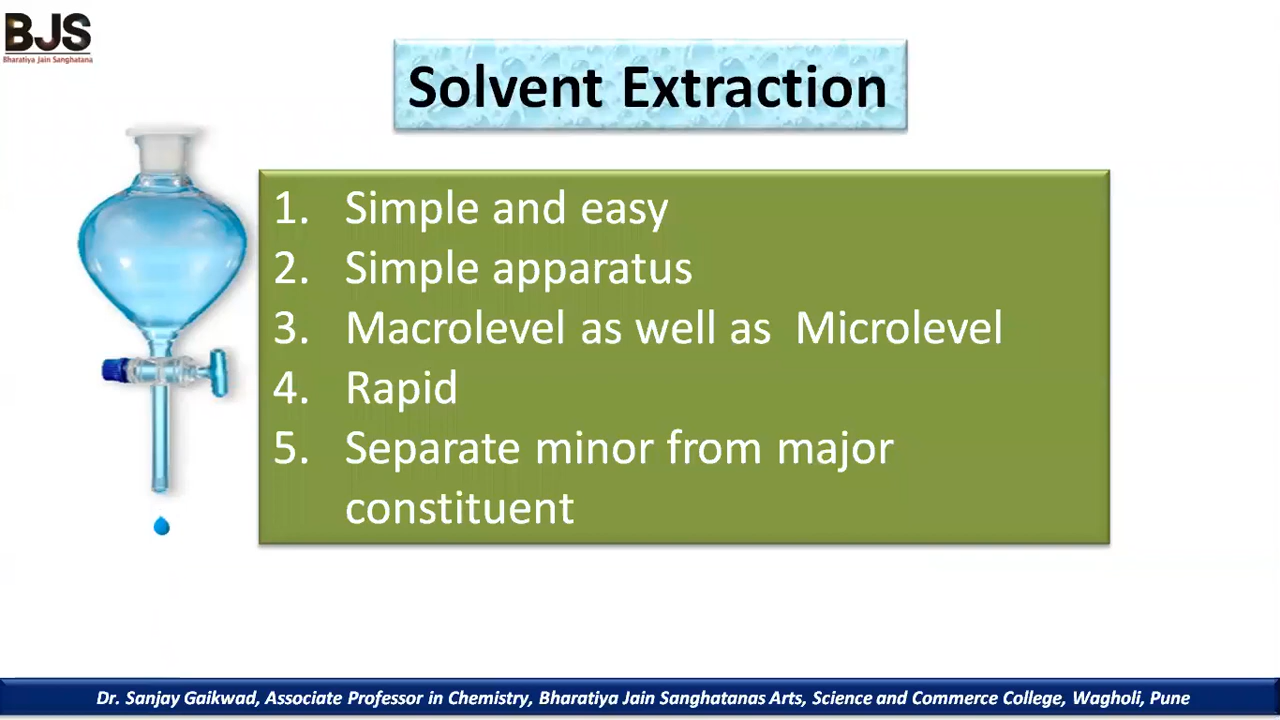 BJS
Bharatiya Jain Sanghatana
Solvent Extraction
1. Simple and easy
2. Simple apparatus
3. Macrolevel as well as Microlevel
4. Rapid
5. Separate minor from major
constituent
Dr. Sanjay Gaikwad, Associate Professor in Chemistry, Bharatiya Jain Sanghatanas Arts, Science and Commerce College, Wagholi, Pune